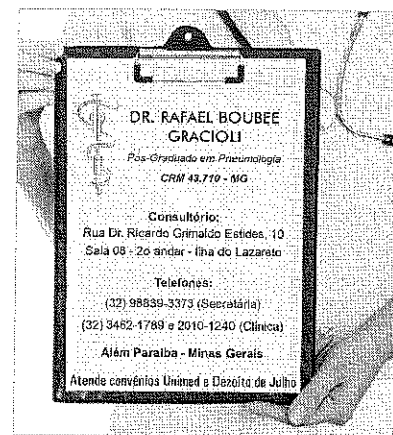 DR. RAFAEL BOUBEE
GRACIOLI
Pós-Graduado em Pneumologia
CRM 43.710 - MG
Consultório:
Rua Dr. Ricardo Grimaldo Estides, 10
Sala 08 - 2o andar - Ilha do Lazareto
Telefones:
(32) 98839-3373 (Secretária)
(32) 3462-1789 e 2010-1240 (Clínica)
Além Paraíba - Minas Gerais
Atende convênios Unimed e Dezoito de Julho